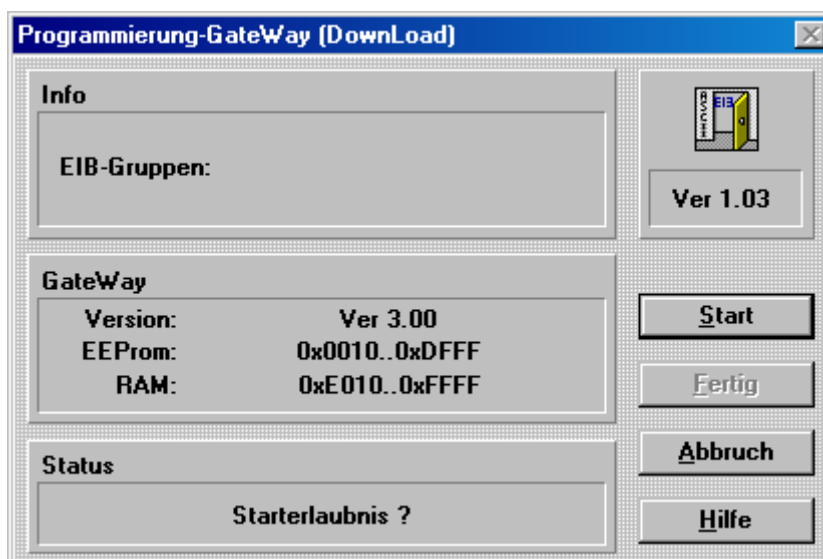 Programmierung-GateWay (DownLoad)
Info
EIB-Gruppen:
ASCII
EIB
Ver 1.03
GateWay
Version: Ver 3.00
EEProm: 0x0010..0xDFFF
RAM: 0xE010..0xFFFF
Start
Fertig
Abbruch
Hilfe
Status
Starterlaubnis ?